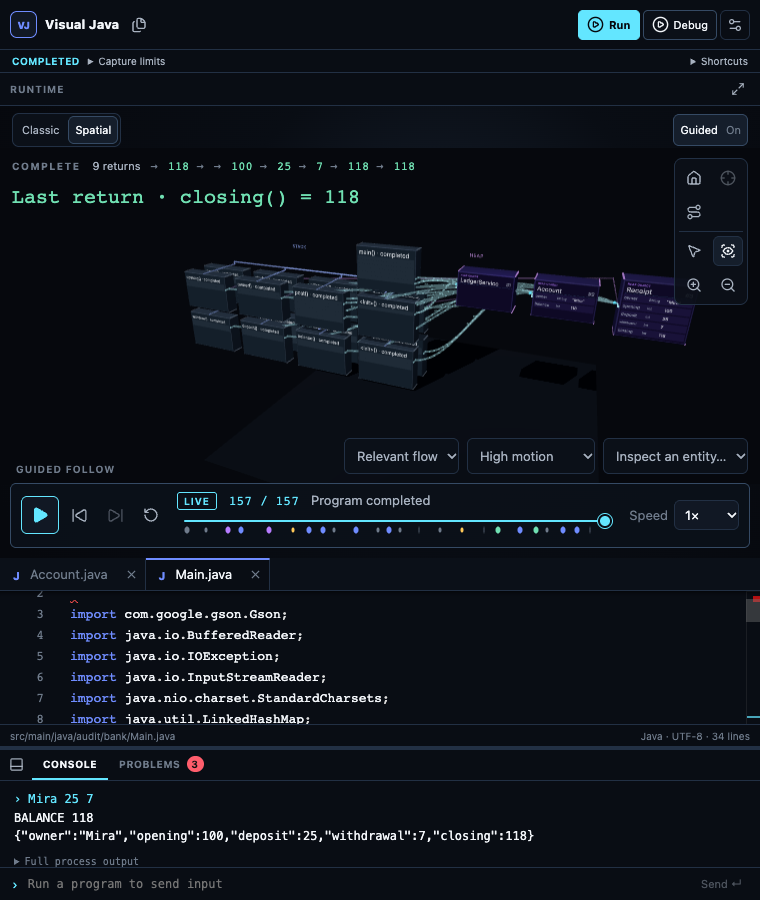 VJ Visual Java Run Debug
COMPLETED ▶ Capture limits ▶ Shortcuts
RUNTIME
Classic Spatial Guided On
COMPLETE 9 returns → 118 → → 100 → 25 → 7 → 118 → 118
Last return · closing() = 118
HEAP
main() completed
LedgerService
Account
Receipt
Relevant flow High motion Inspect an entity...
GUIDED FOLLOW
LIVE 157 / 157 Program completed
Speed 1×
J Account.java × J Main.java ×
2
3 import com.google.gson.Gson;
4 import java.io.BufferedReader;
5 import java.io.IOException;
6 import java.io.InputStreamReader;
7 import java.nio.charset.StandardCharsets;
8 import java.util.LinkedHashMap;
src/main/java/audit/bank/Main.java Java · UTF-8 · 34 lines
CONSOLE PROBLEMS 3
› Mira 25 7
BALANCE 118
{"owner":"Mira","opening":100,"deposit":25,"withdrawal":7,"closing":118}
▶ Full process output
› Run a program to send input Send ↵